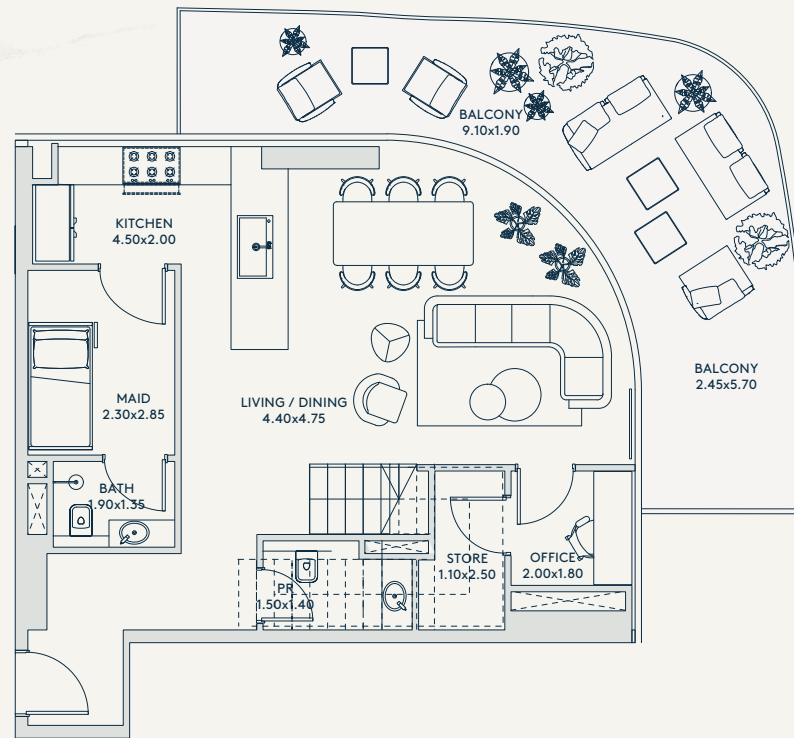 BALCONY
9.10x1.90
KITCHEN
4.50x2.00
BALCONY
2.45x5.70
MAID
2.30x2.85
LIVING / DINING
4.40x4.75
BATH
1.90x1.35
STORE
1.10x2.50
OFFICE
2.00x1.80
PR
1.50x1.40